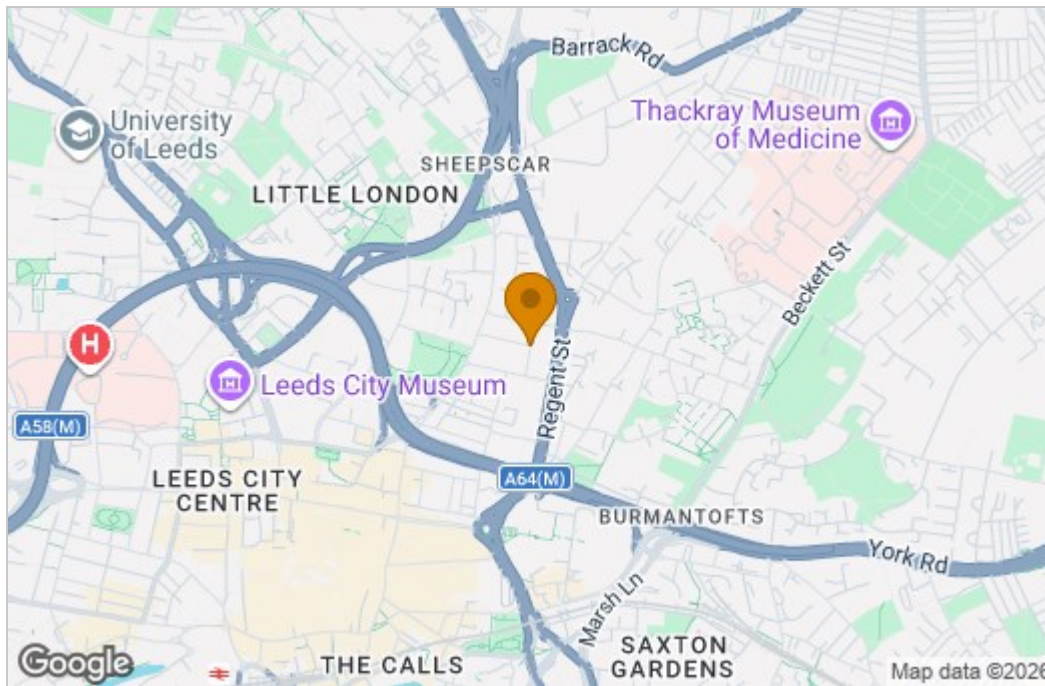 Barrack Rd
Thackray Museum
of Medicine
University
of Leeds
SHEEPSCAR
LITTLE LONDON
Beckett St
H
Leeds City Museum
Regent St
A58(M)
LEEDS CITY
CENTRE
A64(M)
BURMANTOFTS
York Rd
Marsh Ln
SAXTON
GARDENS
THE CALLS
Google
Map data ©2026